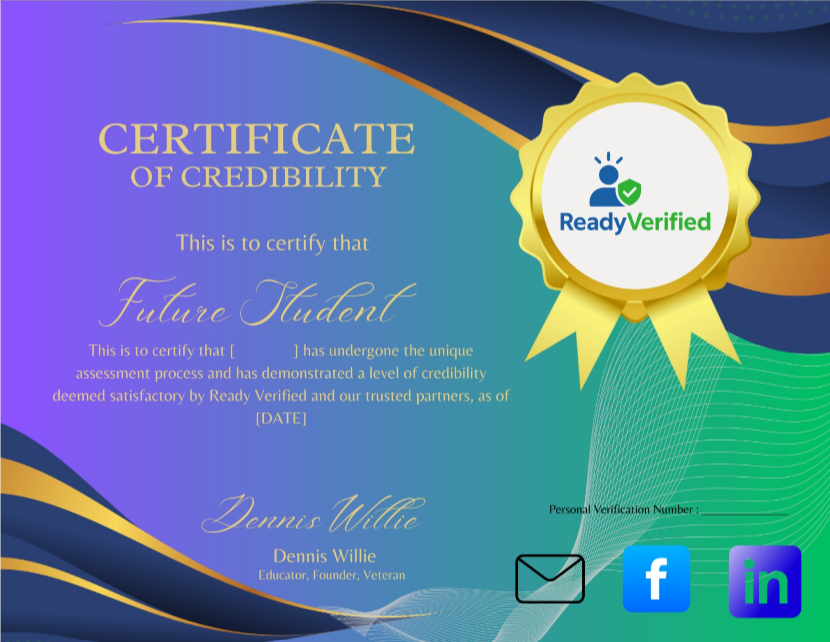 CERTIFICATE
OF CREDIBILITY
This is to certify that
Future Student
This is to certify that [ ] has undergone the unique
assessment process and has demonstrated a level of credibility
deemed satisfactory by Ready Verified and our trusted partners, as of
[DATE]
Dennis Willie
Dennis Willie
Educator, Founder, Veteran
ReadyVerified
Personal Verification Number : _______________
f
in